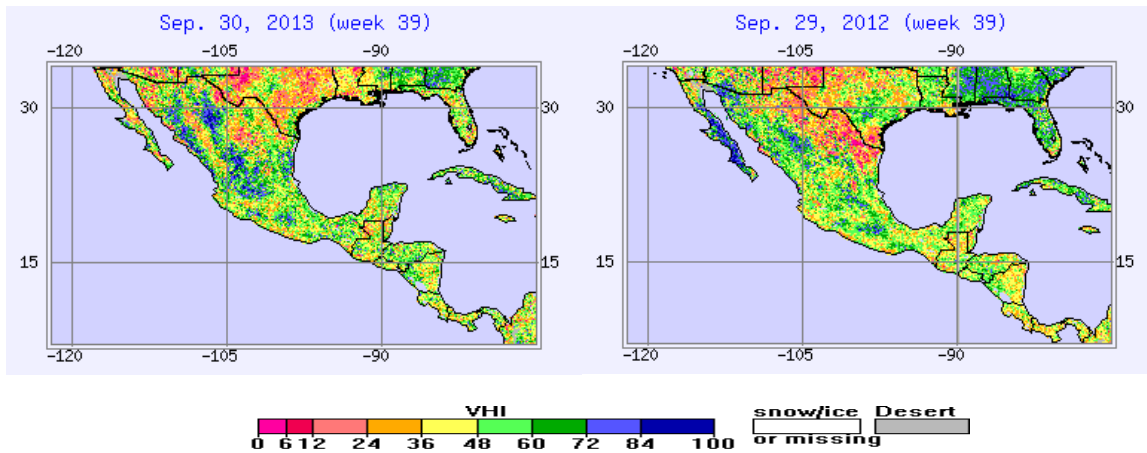 Sep. 30, 2013 (week 39)
Sep. 29, 2012 (week 39)
-120 -105 -90
-120 -105 -90
30 30
30 30
15 15
15 15
-120 -105 -90
-120 -105 -90
VHI
snow/ice Desert
0 6 12 24 36 48 60 72 84 100
or missing